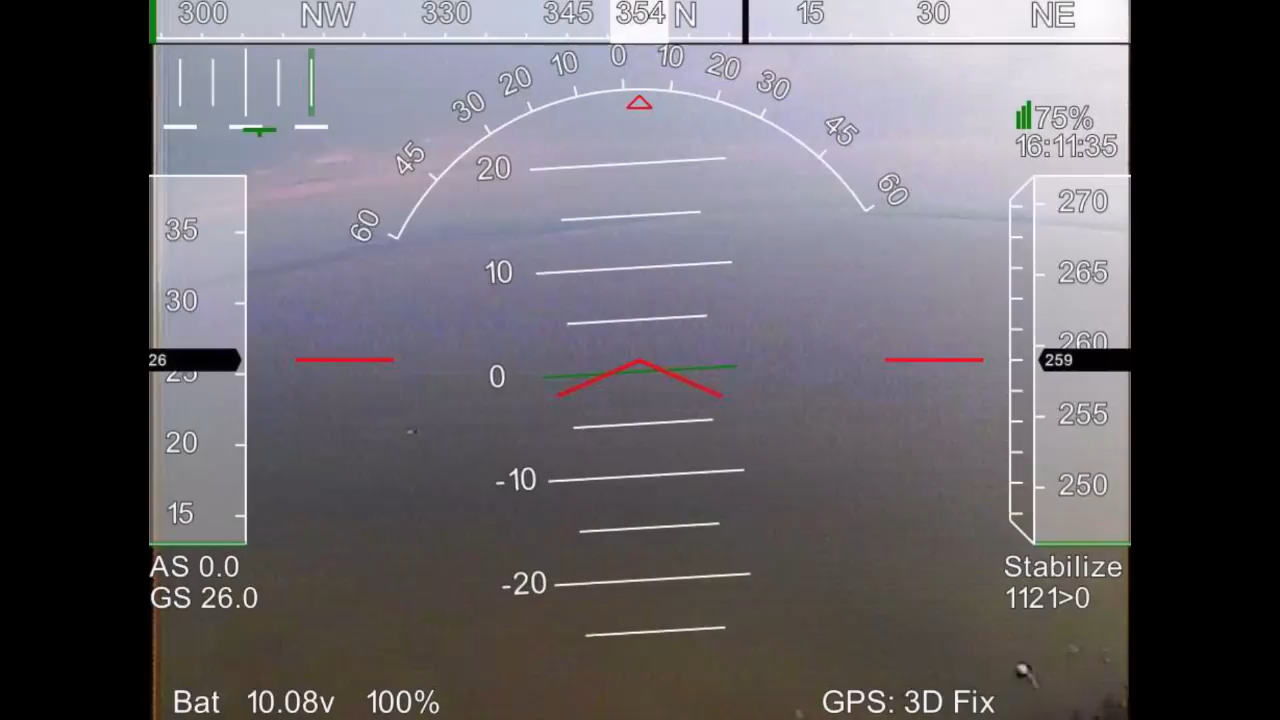 300 NW 330 345 354 N 15 30 NE
60 45 30 20 10 0 10 20 30 45 60
75%
16:11:35
20
10
0
-10
-20
35
30
25
20
15
26
270
265
260
255
250
259
AS 0.0
GS 26.0
Stabilize
1121>0
Bat 10.08v 100%
GPS: 3D Fix